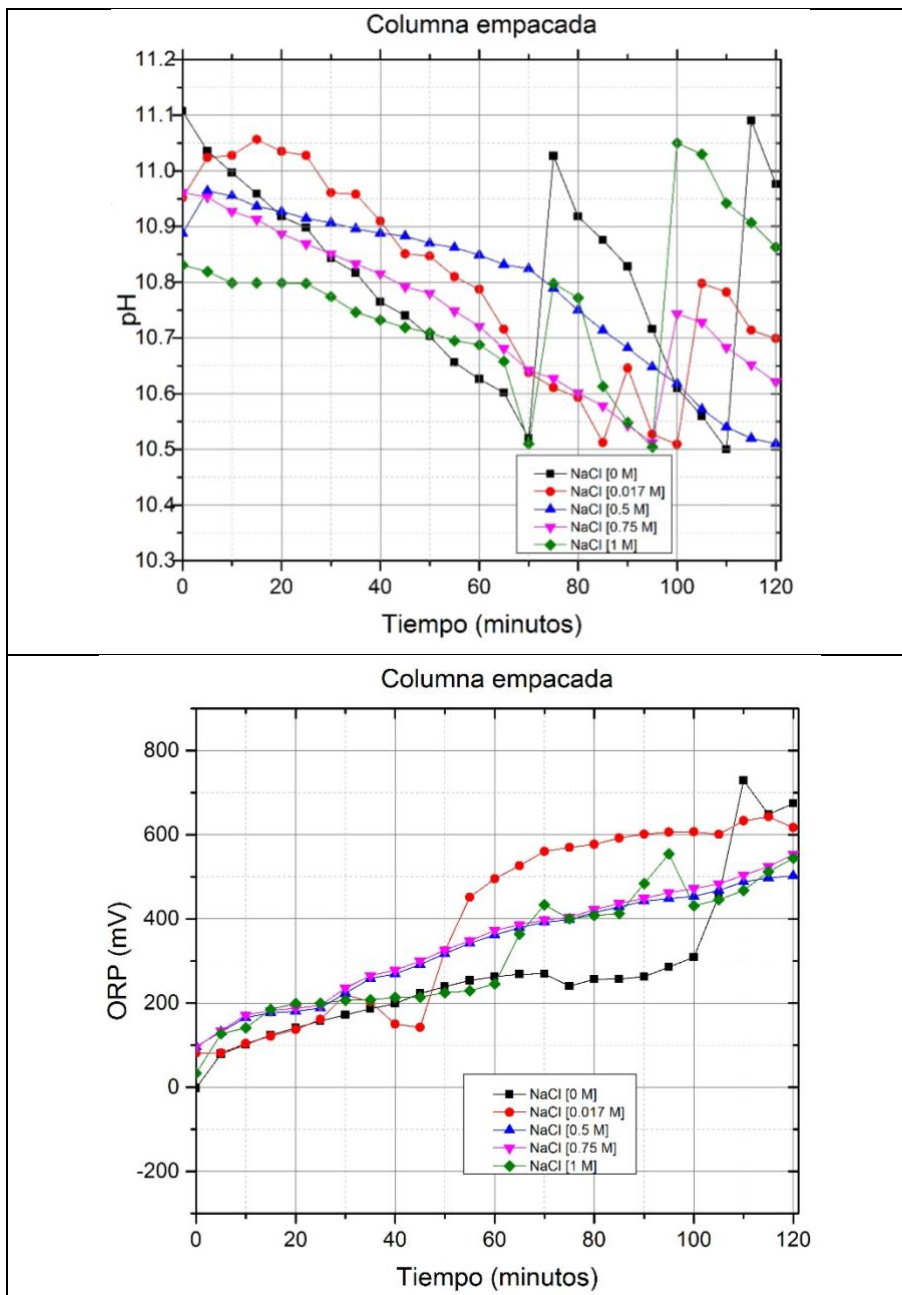 Columna empacada
11.2
11.1
11.0
10.9
10.8
10.7
10.6
10.5
10.4
10.3
pH
NaCl [0 M]
NaCl [0.017 M]
NaCl [0.5 M]
NaCl [0.75 M]
NaCl [1 M]
0 20 40 60 80 100 120
Tiempo (minutos)
Columna empacada
800
600
400
200
0
-200
ORP (mV)
NaCl [0 M]
NaCl [0.017 M]
NaCl [0.5 M]
NaCl [0.75 M]
NaCl [1 M]
0 20 40 60 80 100 120
Tiempo (minutos)